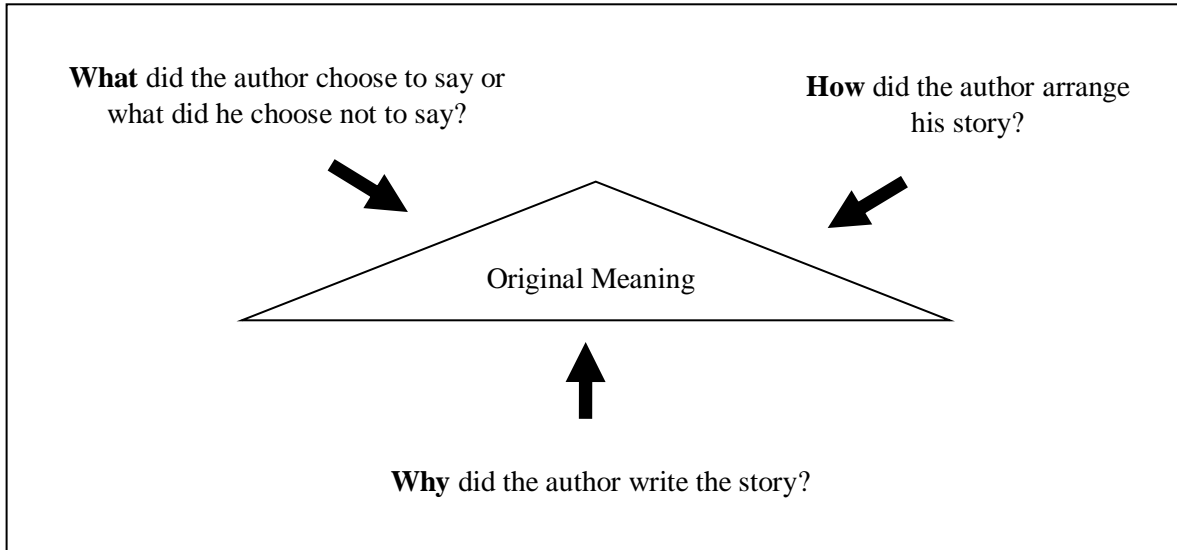 What did the author choose to say or
what did he choose not to say?
How did the author arrange
his story?
Original Meaning
Why did the author write the story?